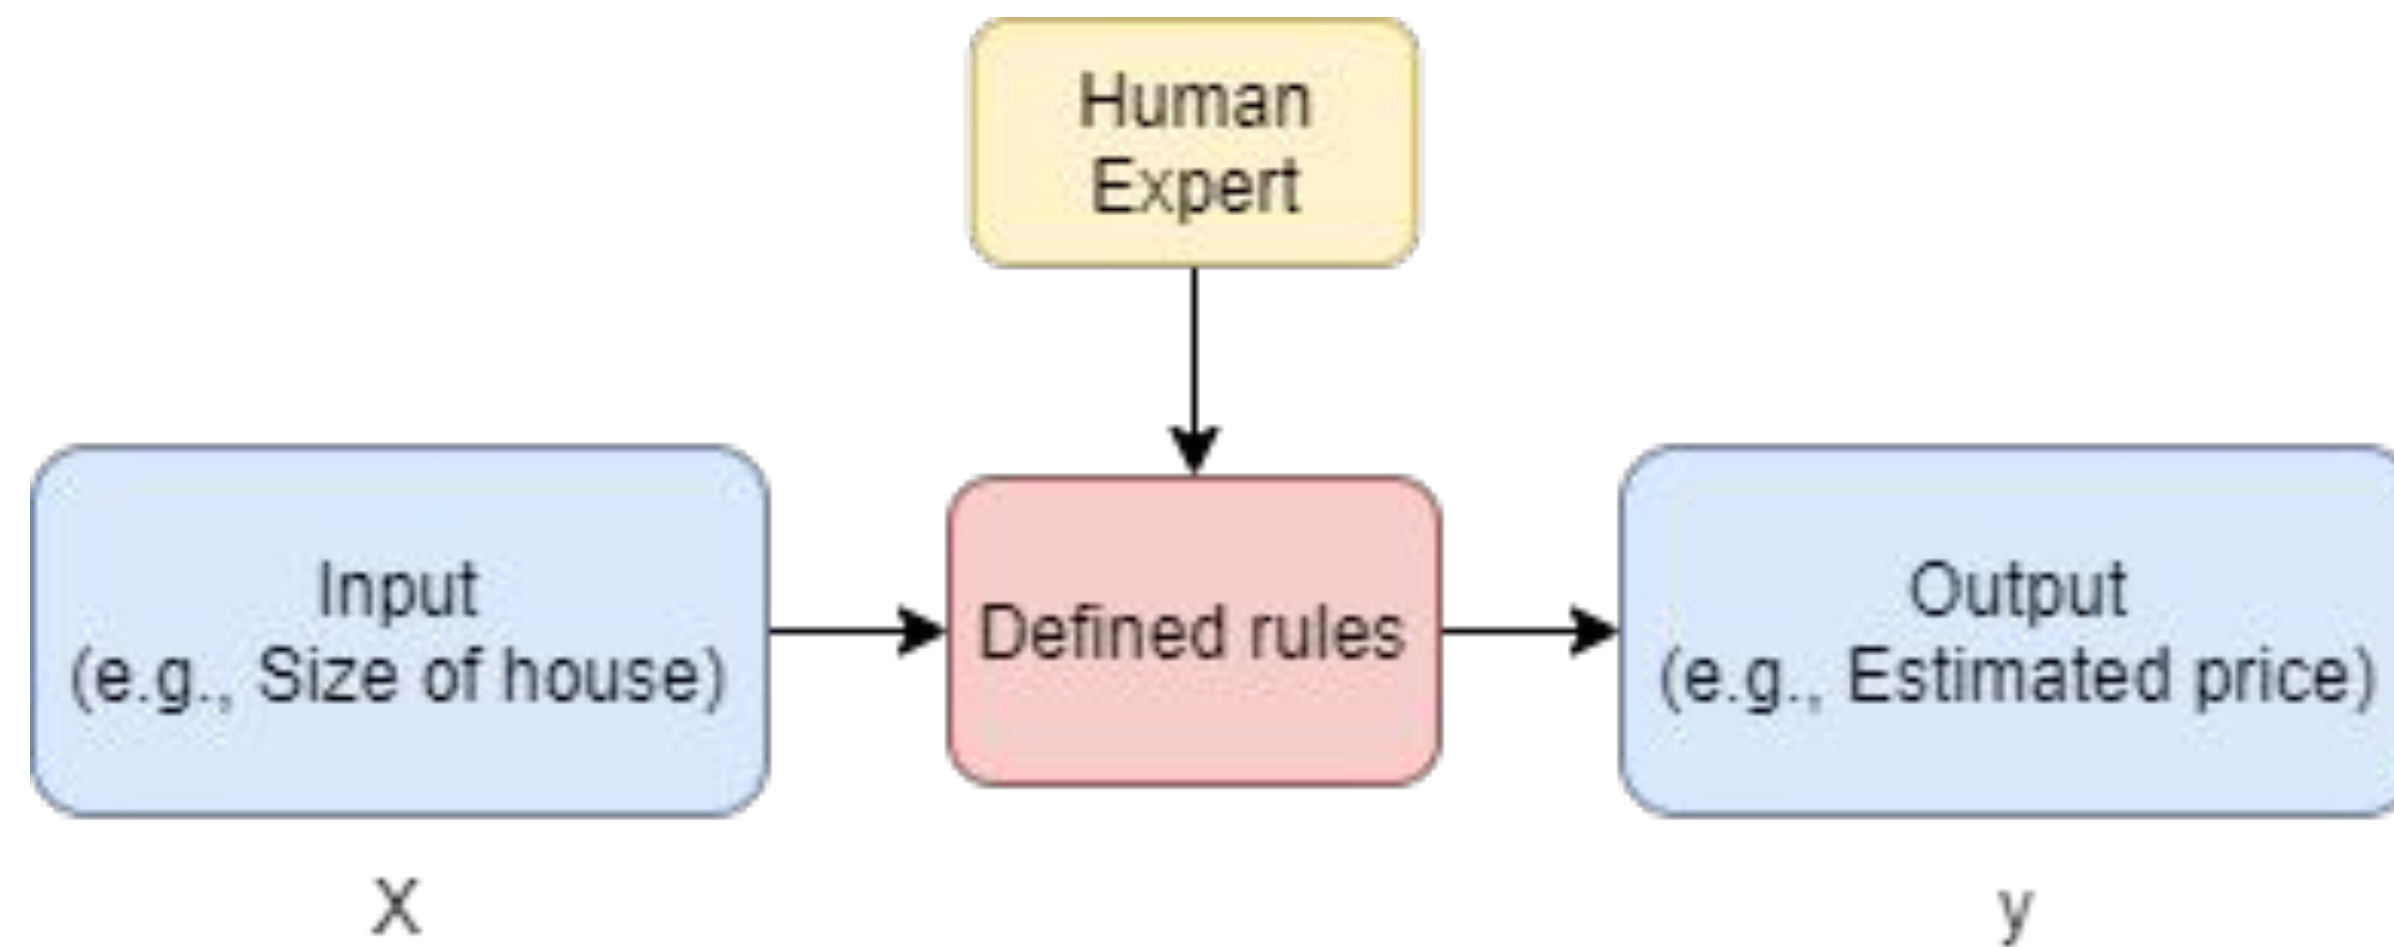 Human
Expert
Input
(e.g., Size of house)
Defined rules
Output
(e.g., Estimated price)
X
y